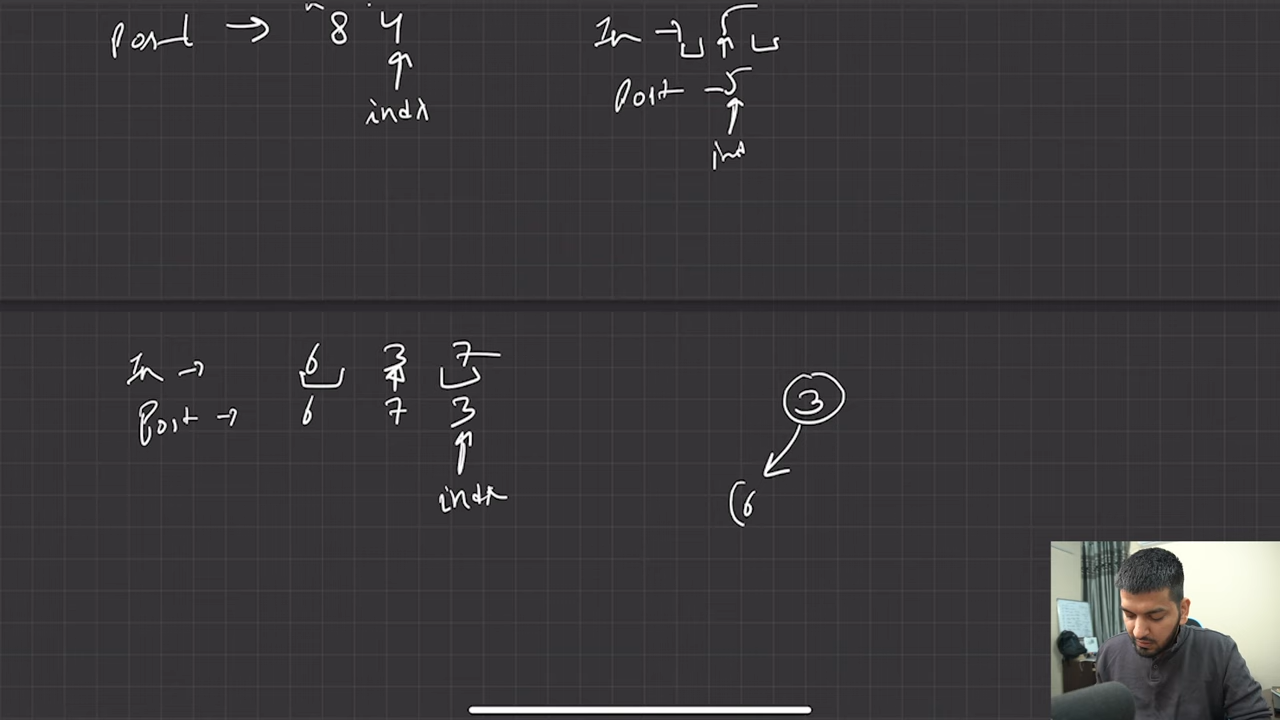 Post → 8 4
indx
In →
5
Post - 5
ind
In → 6 3 7
Post → 6 7 3
indx
3
(6